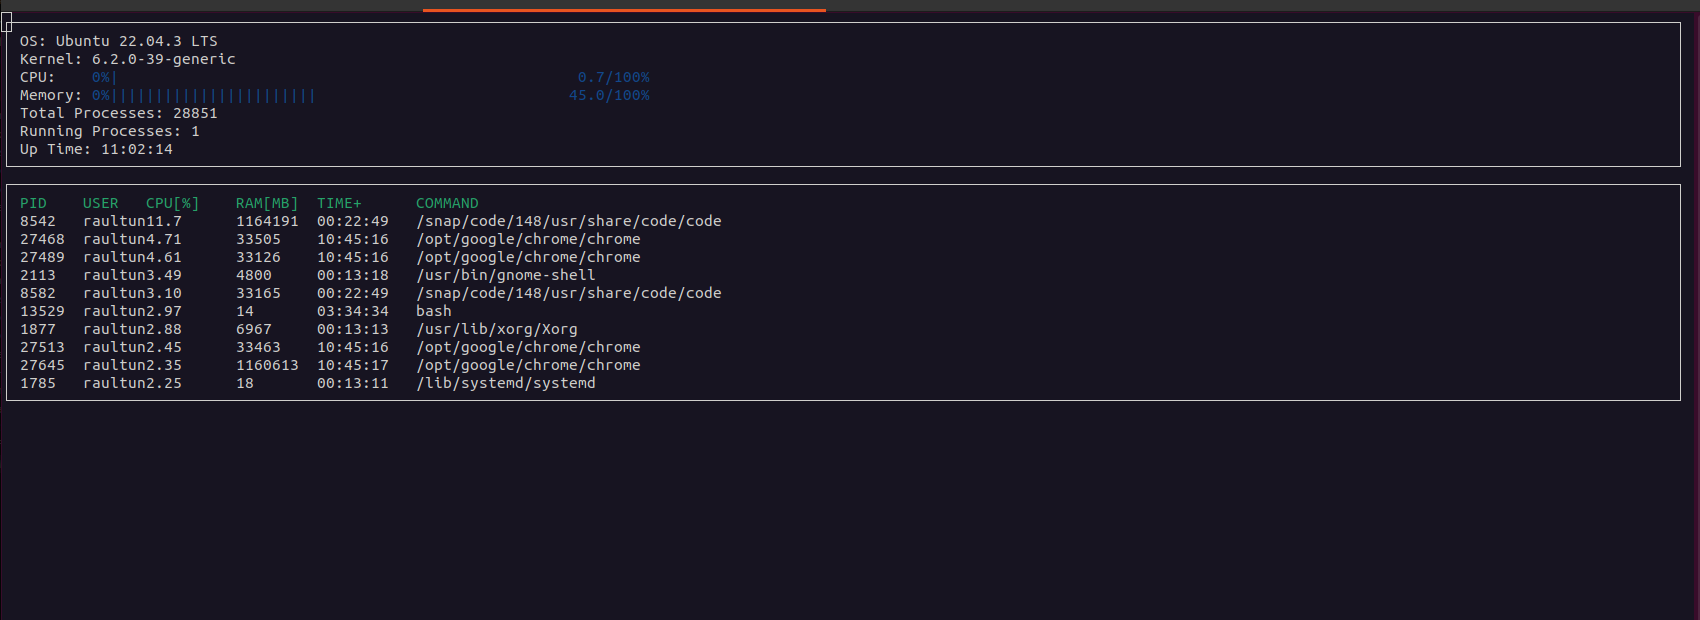 OS: Ubuntu 22.04.3 LTS
Kernel: 6.2.0-39-generic
CPU: 0%| 0.7/100%
Memory: 0%||||||||||||||||||||||| 45.0/100%
Total Processes: 28851
Running Processes: 1
Up Time: 11:02:14
PID USER CPU[%] RAM[MB] TIME+ COMMAND
8542 raultun11.7 1164191 00:22:49 /snap/code/148/usr/share/code/code
27468 raultun4.71 33505 10:45:16 /opt/google/chrome/chrome
27489 raultun4.61 33126 10:45:16 /opt/google/chrome/chrome
2113 raultun3.49 4800 00:13:18 /usr/bin/gnome-shell
8582 raultun3.10 33165 00:22:49 /snap/code/148/usr/share/code/code
13529 raultun2.97 14 03:34:34 bash
1877 raultun2.88 6967 00:13:13 /usr/lib/xorg/Xorg
27513 raultun2.45 33463 10:45:16 /opt/google/chrome/chrome
27645 raultun2.35 1160613 10:45:17 /opt/google/chrome/chrome
1785 raultun2.25 18 00:13:11 /lib/systemd/systemd